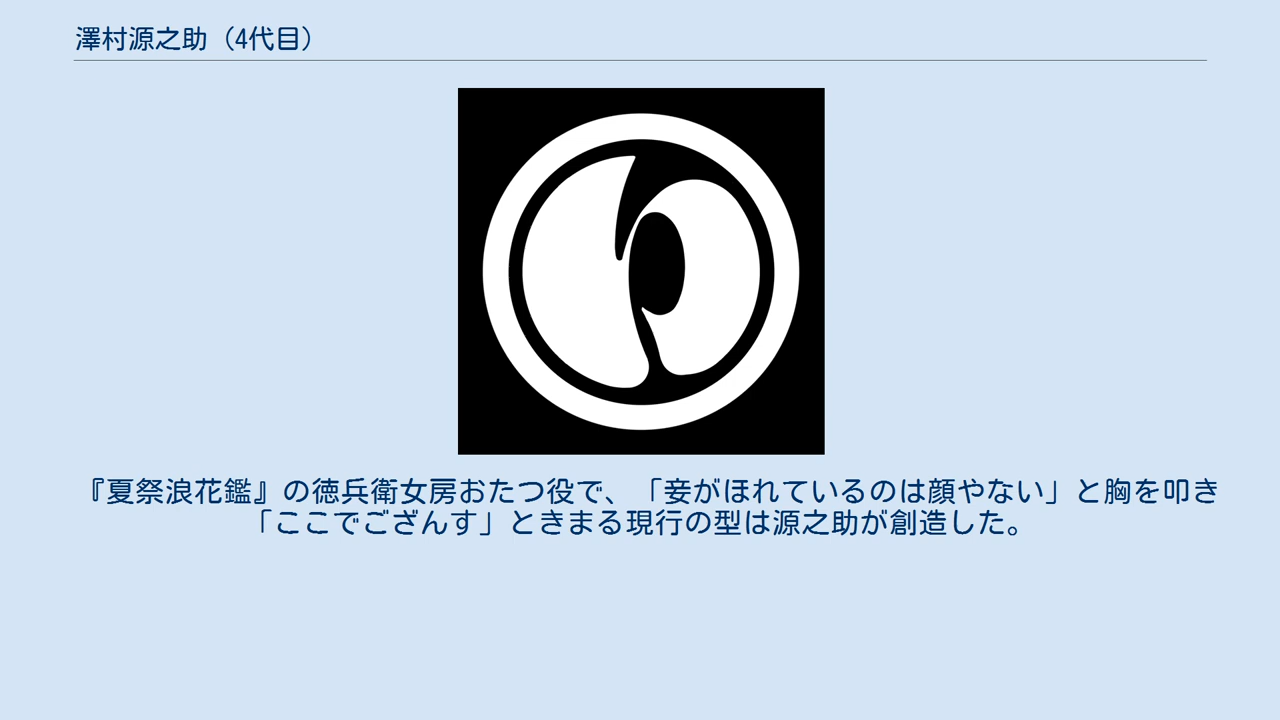 澤村源之助（4代目）
『夏祭浪花鑑』の徳兵衛女房おたつ役で、「妾がほれているのは顔やない」と胸を叩き
「ここでござんす」ときまる現行の型は源之助が創造した。